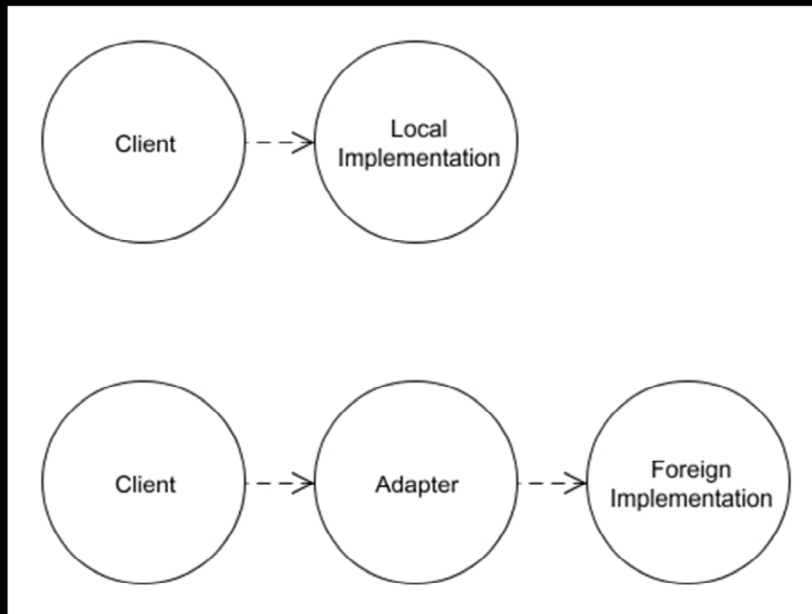 Client
Local
Implementation
Client
Adapter
Foreign
Implementation